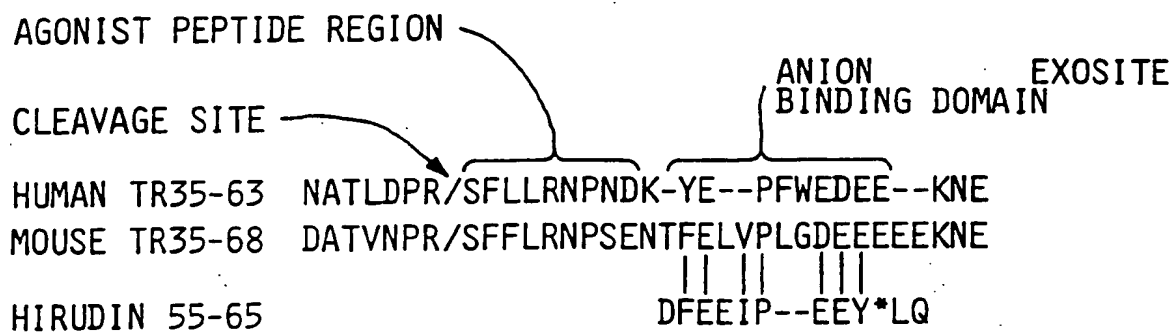 AGONIST PEPTIDE REGION
ANION EXOSITE
BINDING DOMAIN
CLEAVAGE SITE
HUMAN TR35-63 NATLDPR/SFLLRNPNDK-YE--PFWEDEE--KNE
MOUSE TR35-68 DATVNPR/SFFLRNPSENTFELVPLGDEEEEEKNE
HIRUDIN 55-65 DFEEIP--EEY*LQ